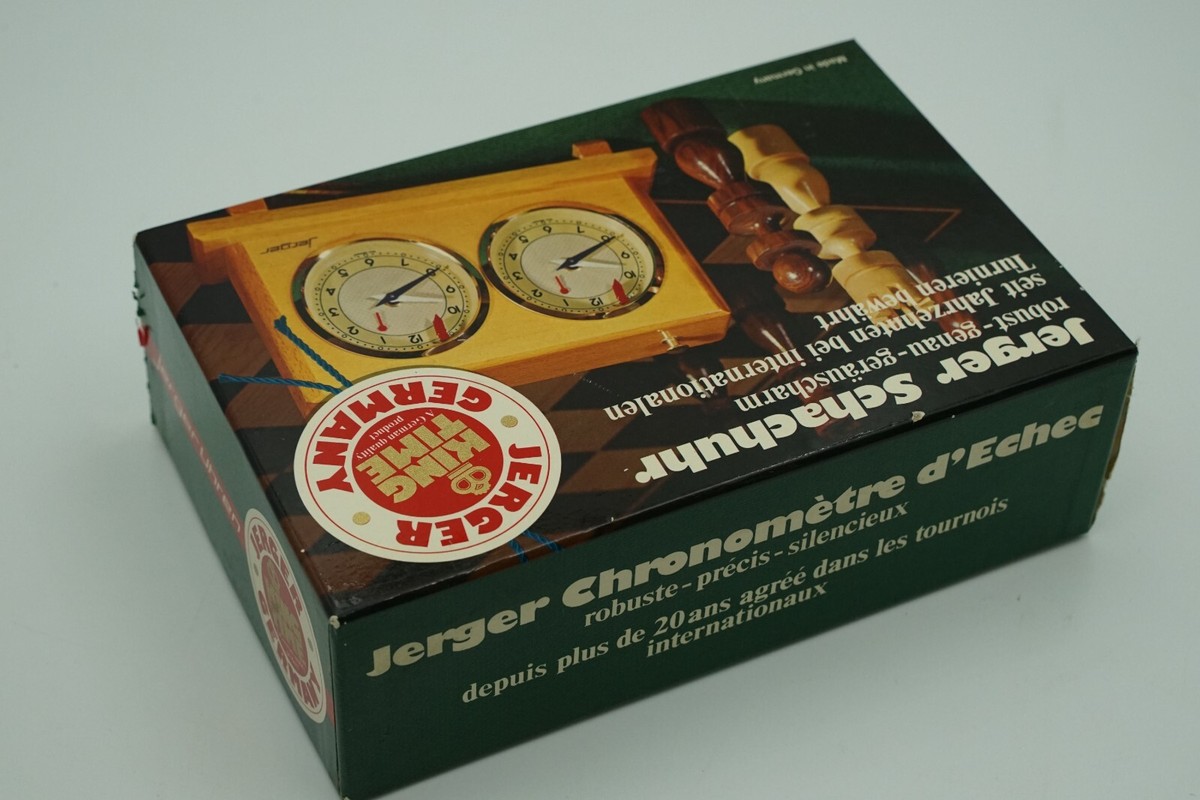 Made in Germany
Jerger
Jerger Schachuhr
robust-genau-geräuscharm
seit Jahrzehnten bei internationalen
Turnieren bewährt
JERGER
KING
TIME
A German quality
product
GERMANY
Jerger Chronomètre d'Echec
robuste-précis-silencieux
depuis plus de 20 ans agréé dans les tournois
internationaux